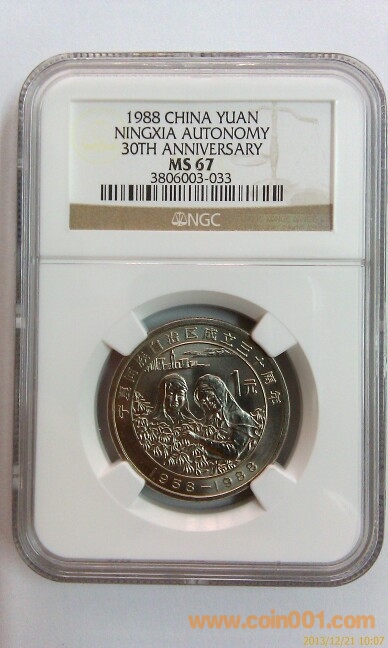 1988 CHINA YUAN
NINGXIA AUTONOMY
30TH ANNIVERSARY
MS 67
3806003-033
NGC
宁夏回族自治区成立三十周年
1元
1958-1988
www.coin001.com
2013/12/21 10:07